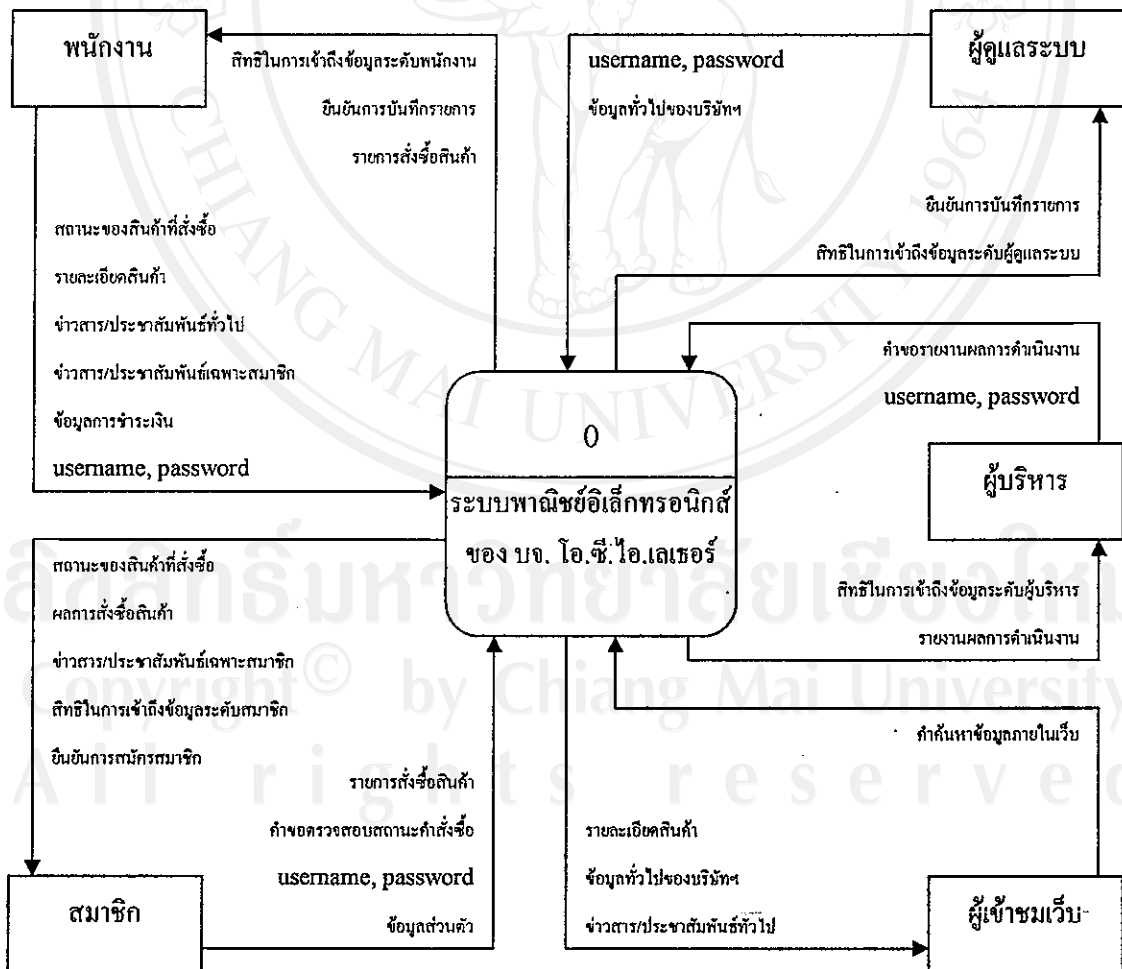 พนักงาน
สิทธิในการเข้าถึงข้อมูลระดับพนักงาน
ยืนยันการบันทึกรายการ
รายการสั่งซื้อสินค้า
username, password
ข้อมูลทั่วไปของบริษัทฯ
ผู้ดูแลระบบ
ยืนยันการบันทึกรายการ
สิทธิในการเข้าถึงข้อมูลระดับผู้ดูแลระบบ
สถานะของสินค้าที่สั่งซื้อ
รายละเอียดสินค้า
ข่าวสาร/ประชาสัมพันธ์ทั่วไป
ข่าวสาร/ประชาสัมพันธ์เฉพาะสมาชิก
ข้อมูลการชำระเงิน
username, password
คำขอรายงานผลการดำเนินงาน
username, password
ผู้บริหาร
0
ระบบพาณิชย์อิเล็กทรอนิกส์
ของ บจ. โอ.ซี.ไอ.เลเธอร์
สิทธิในการเข้าถึงข้อมูลระดับผู้บริหาร
รายงานผลการดำเนินงาน
สถานะของสินค้าที่สั่งซื้อ
ผลการสั่งซื้อสินค้า
ข่าวสาร/ประชาสัมพันธ์เฉพาะสมาชิก
สิทธิในการเข้าถึงข้อมูลระดับสมาชิก
ยืนยันการสมัครสมาชิก
รายการสั่งซื้อสินค้า
คำขอตรวจสอบสถานะคำสั่งซื้อ
username, password
ข้อมูลส่วนตัว
สมาชิก
คำค้นหาข้อมูลภายในเว็บ
รายละเอียดสินค้า
ข้อมูลทั่วไปของบริษัทฯ
ข่าวสาร/ประชาสัมพันธ์ทั่วไป
ผู้เข้าชมเว็บ
CHIANG MAI UNIVERSITY 1964
ลิขสิทธิ์มหาวิทยาลัยเชียงใหม่
Copyright © by Chiang Mai University
All rights reserved